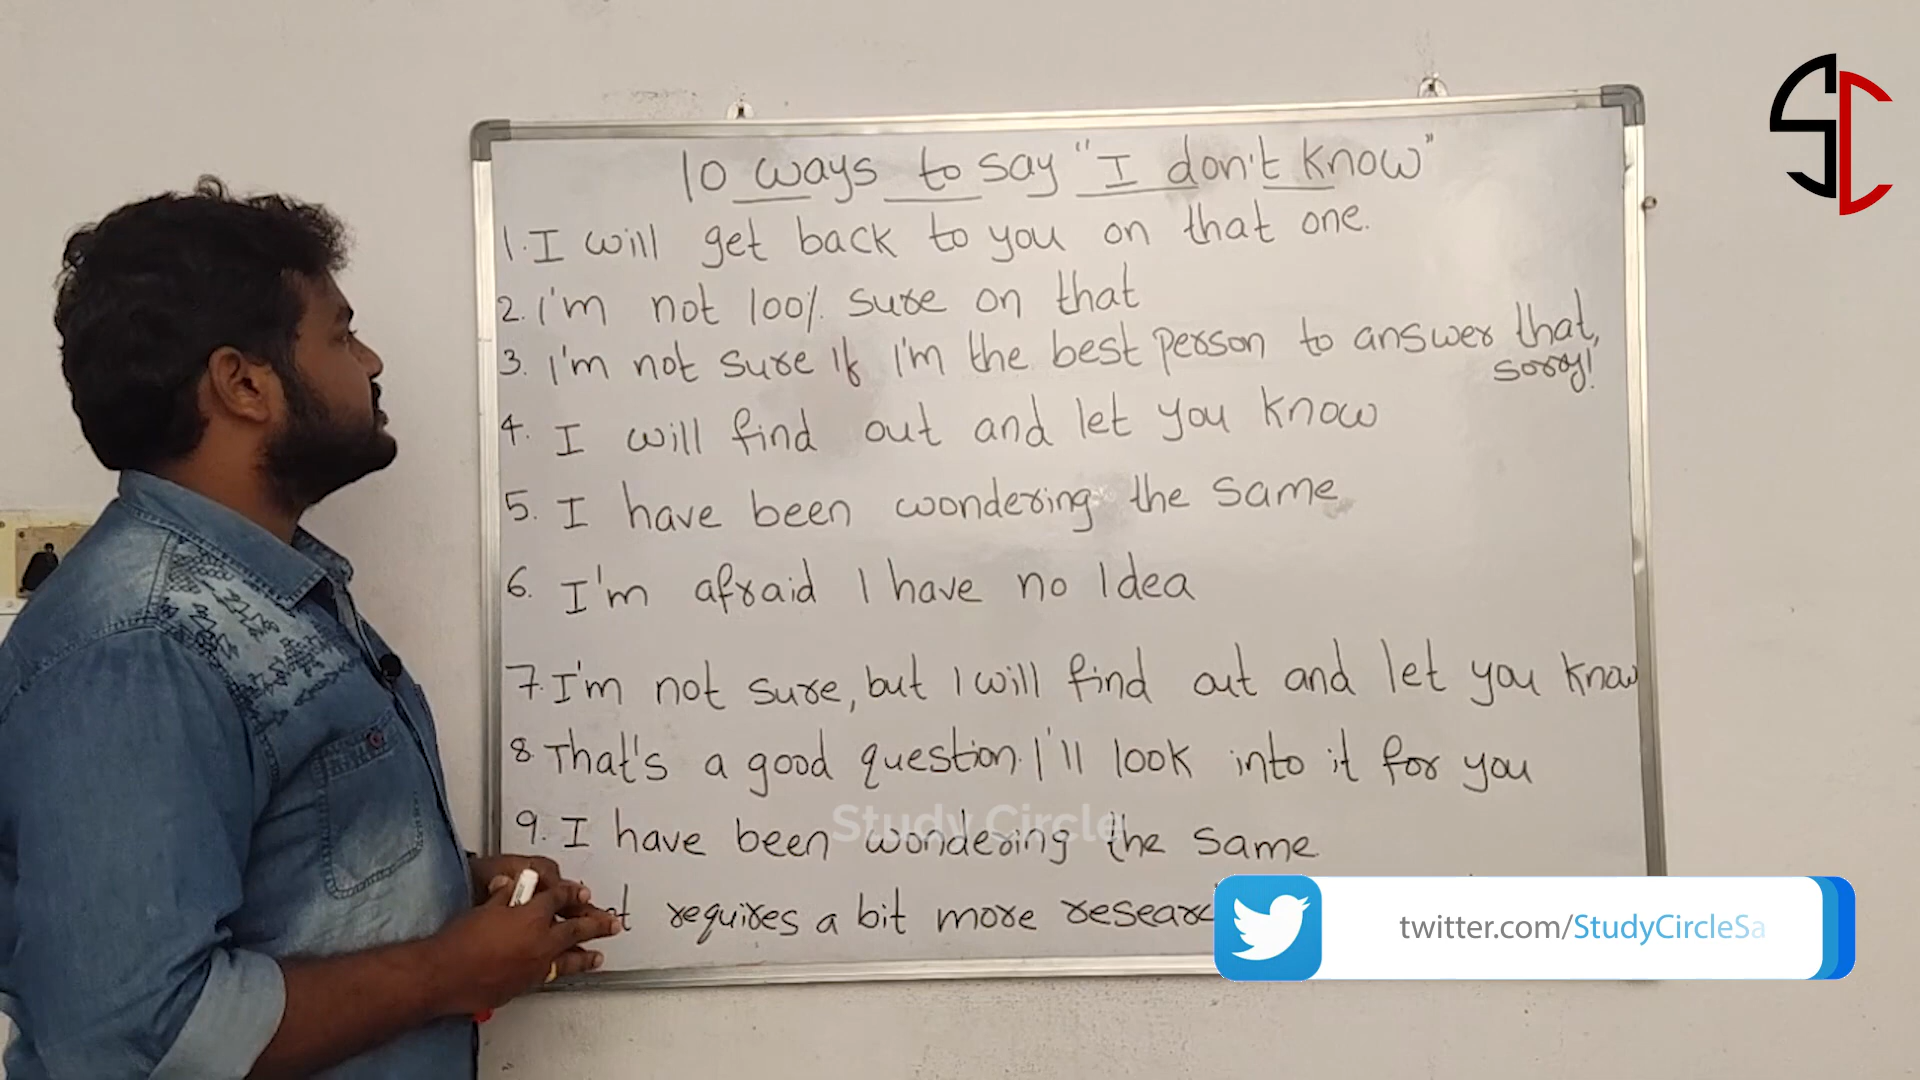 SC
10 ways to say "I don't know"
1. I will get back to you on that one.
2. I'm not 100% sure on that
3. I'm not sure If I'm the best person to answer that,
sorry!
4. I will find out and let you know
5. I have been wondering the same
6. I'm afraid I have no Idea
7. I'm not sure, but I will find out and let you know
8 That's a good question. I'll look into it for you
Study Circle
9. I have been wondering the same
requires a bit more
twitter.com/StudyCircleSa